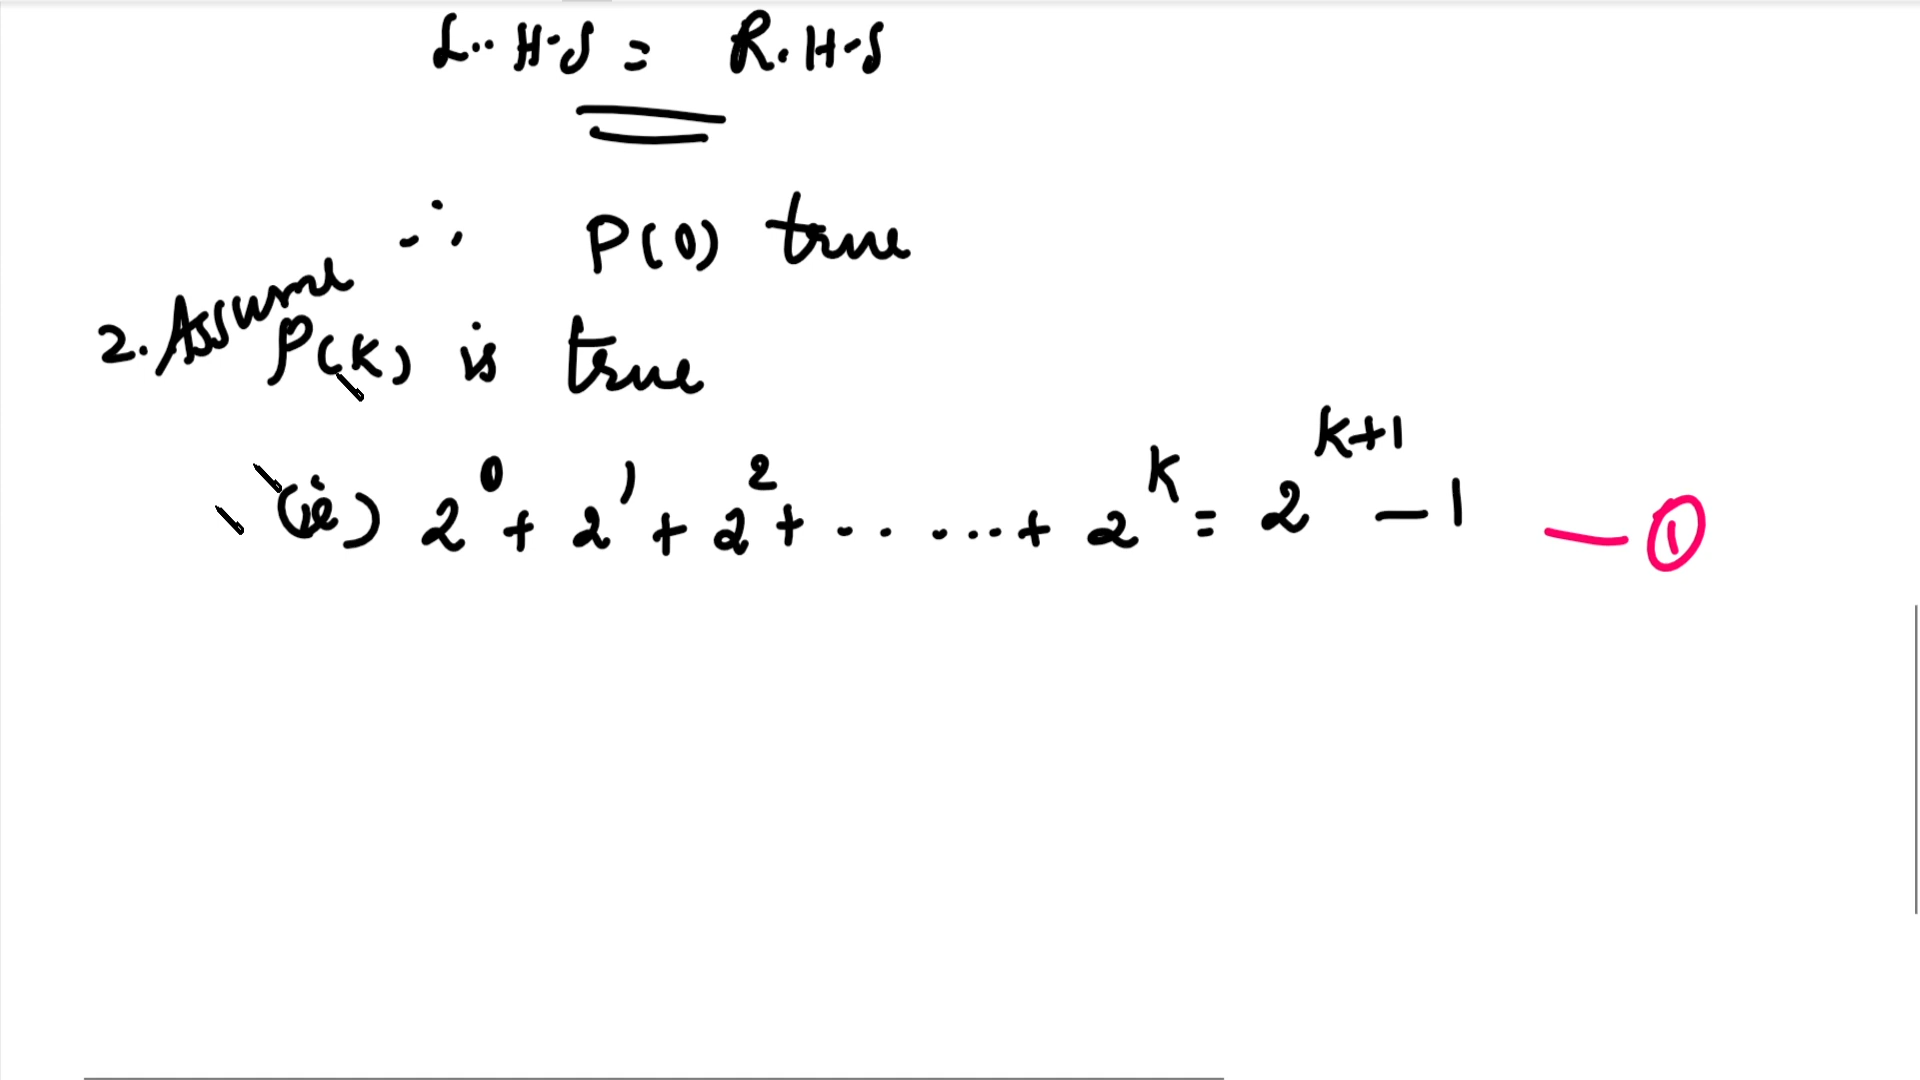 L.. H.S = R.H.S
∴ P(0) true
2. Assume P(K) is true
(ie) 2⁰ + 2¹ + 2² + ........ + 2ᴷ = 2ᴷ⁺¹ - 1 — ①